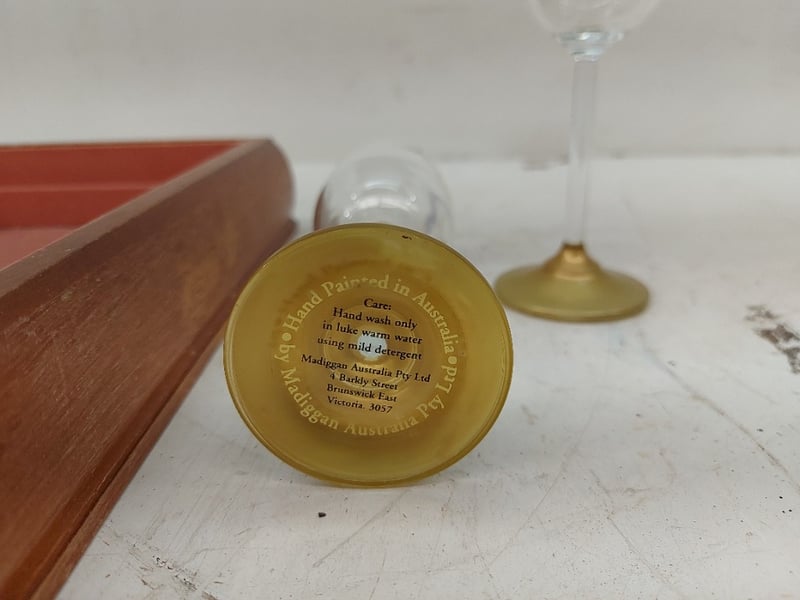 •Hand Painted in Australia•
by Madiggan Australia Pty Ltd
Care:
Hand wash only
in luke warm water
using mild detergent
Madiggan Australia Pty Ltd
4 Barkly Street
Brunswick East
Victoria. 3057